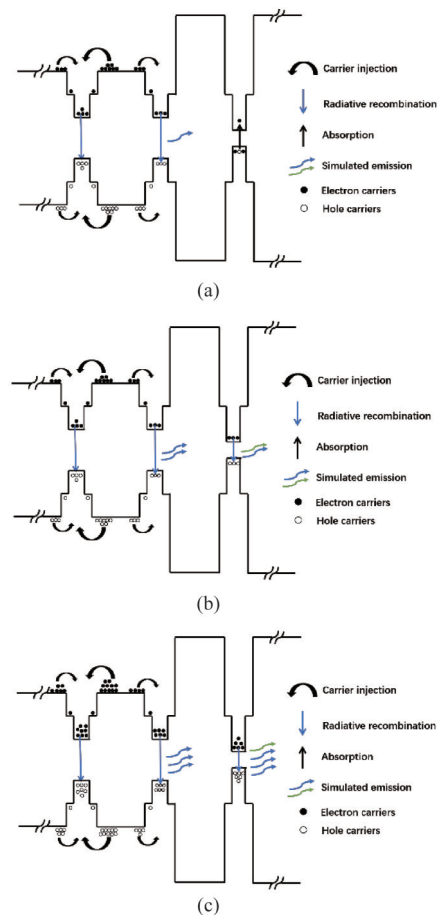 Carrier injection
Radiative recombination
Absorption
Simulated emission
Electron carriers
Hole carriers
(a)
Carrier injection
Radiative recombination
Absorption
Simulated emission
Electron carriers
Hole carriers
(b)
Carrier injection
Radiative recombination
Absorption
Simulated emission
Electron carriers
Hole carriers
(c)